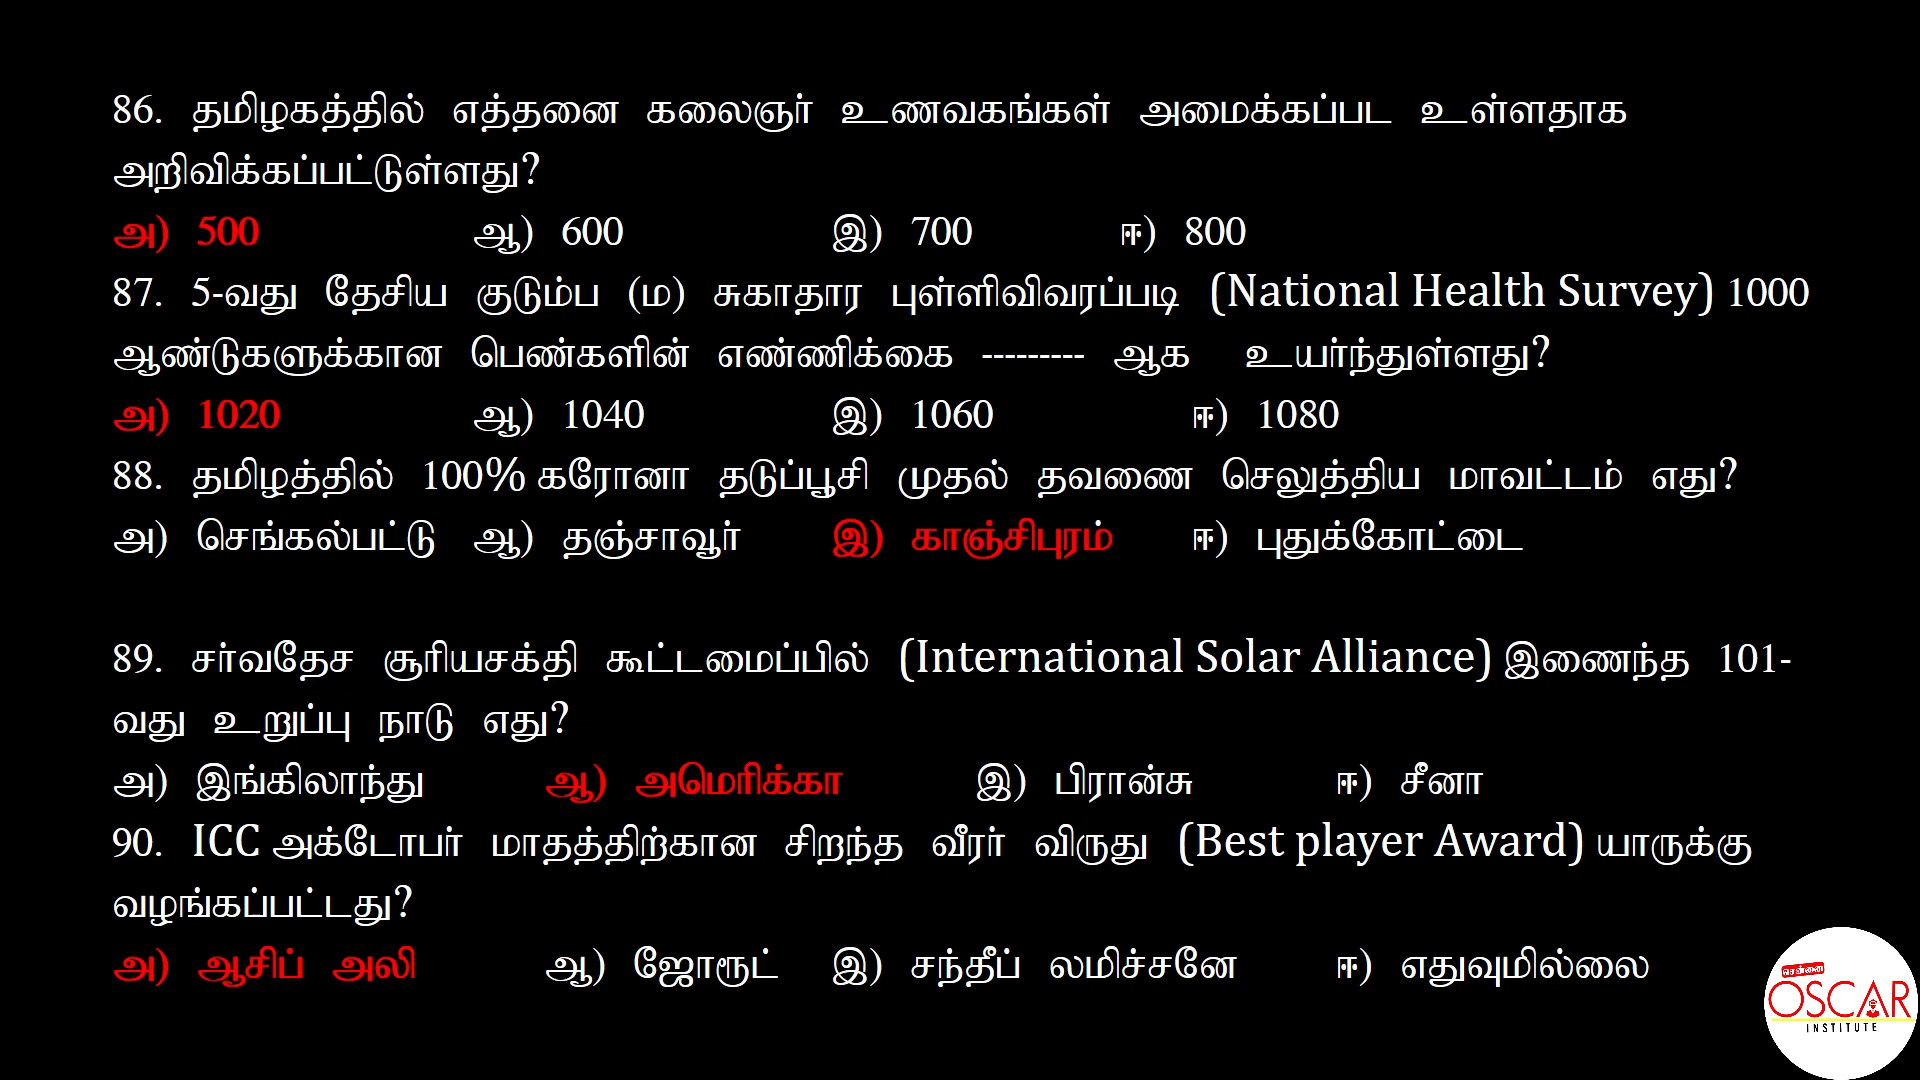 86. தமிழகத்தில் எத்தனை கலைஞர் உணவகங்கள் அமைக்கப்பட உள்ளதாக
அறிவிக்கப்பட்டுள்ளது?
அ) 500 ஆ) 600 இ) 700 ஈ) 800
87. 5-வது தேசிய குடும்ப (ம) சுகாதார புள்ளிவிவரப்படி (National Health Survey) 1000
ஆண்டுகளுக்கான பெண்களின் எண்ணிக்கை --------- ஆக உயர்ந்துள்ளது?
அ) 1020 ஆ) 1040 இ) 1060 ஈ) 1080
88. தமிழத்தில் 100% கரோனா தடுப்பூசி முதல் தவணை செலுத்திய மாவட்டம் எது?
அ) செங்கல்பட்டு ஆ) தஞ்சாவூர் இ) காஞ்சிபுரம் ஈ) புதுக்கோட்டை
89. சர்வதேச சூரியசக்தி கூட்டமைப்பில் (International Solar Alliance) இணைந்த 101-
வது உறுப்பு நாடு எது?
அ) இங்கிலாந்து ஆ) அமெரிக்கா இ) பிரான்சு ஈ) சீனா
90. ICC அக்டோபர் மாதத்திற்கான சிறந்த வீரர் விருது (Best player Award) யாருக்கு
வழங்கப்பட்டது?
அ) ஆசிப் அலி ஆ) ஜோரூட் இ) சந்தீப் லமிச்சனே ஈ) எதுவுமில்லை
சென்னை
OSCAR
INSTITUTE